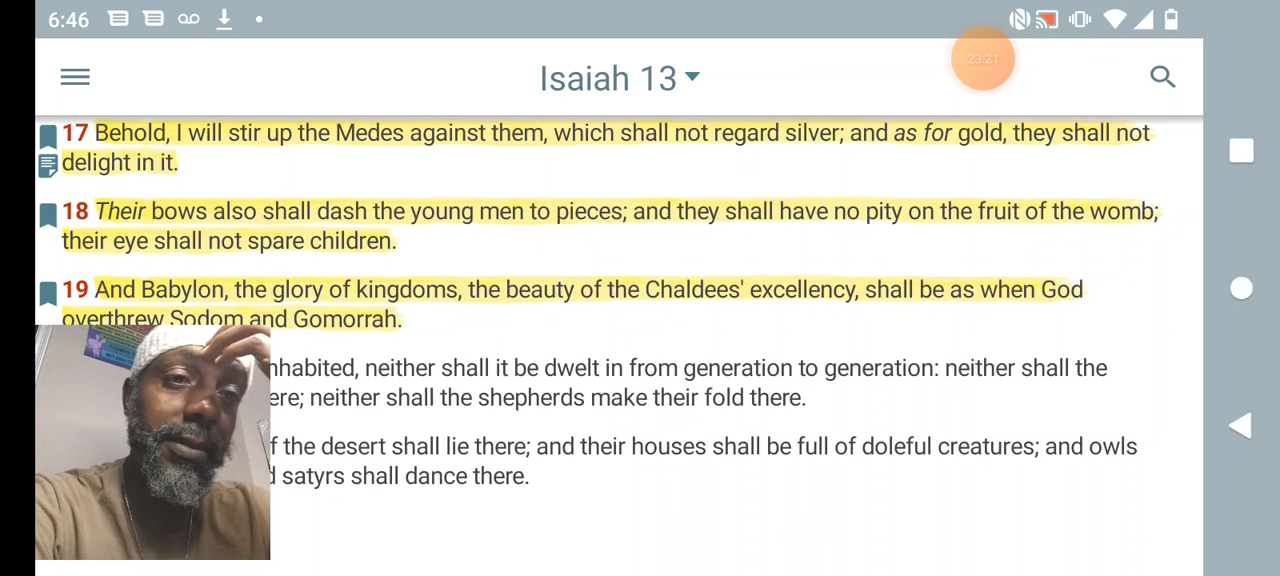 6:46
23:21
Isaiah 13
17 Behold, I will stir up the Medes against them, which shall not regard silver; and as for gold, they shall not
delight in it.
18 Their bows also shall dash the young men to pieces; and they shall have no pity on the fruit of the womb;
their eye shall not spare children.
19 And Babylon, the glory of kingdoms, the beauty of the Chaldees' excellency, shall be as when God
overthrew Sodom and Gomorrah.
nhabited, neither shall it be dwelt in from generation to generation: neither shall the
ere; neither shall the shepherds make their fold there.
f the desert shall lie there; and their houses shall be full of doleful creatures; and owls
satyrs shall dance there.